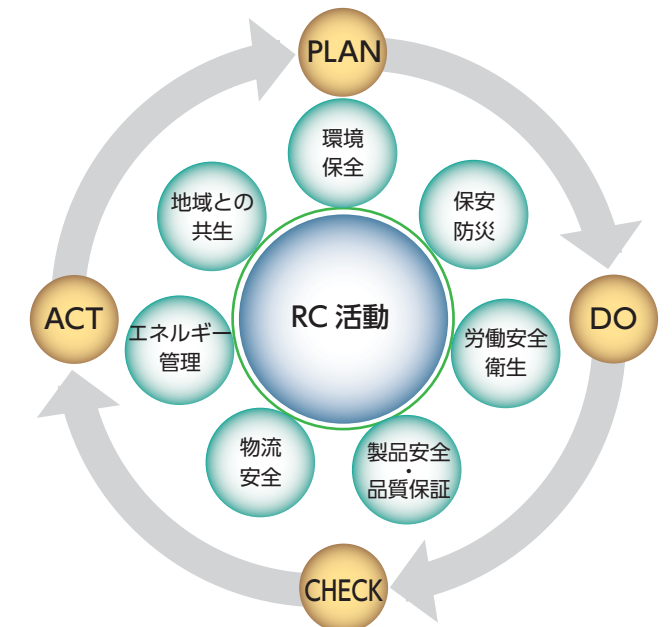 PLAN
環境
保全
地域との
共生
保安
防災
ACT
エネルギー
管理
RC 活動
労働安全
衛生
DO
物流
安全
製品安全
・
品質保証
CHECK